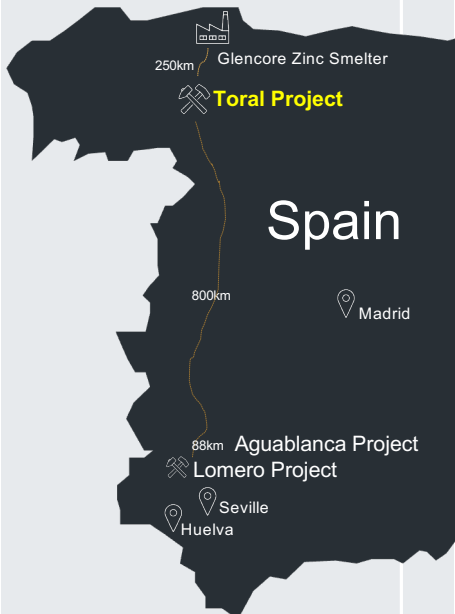 Glencore Zinc Smelter
250km
Toral Project
Spain
800km
Madrid
88km Aguablanca Project
Lomero Project
Seville
Huelva